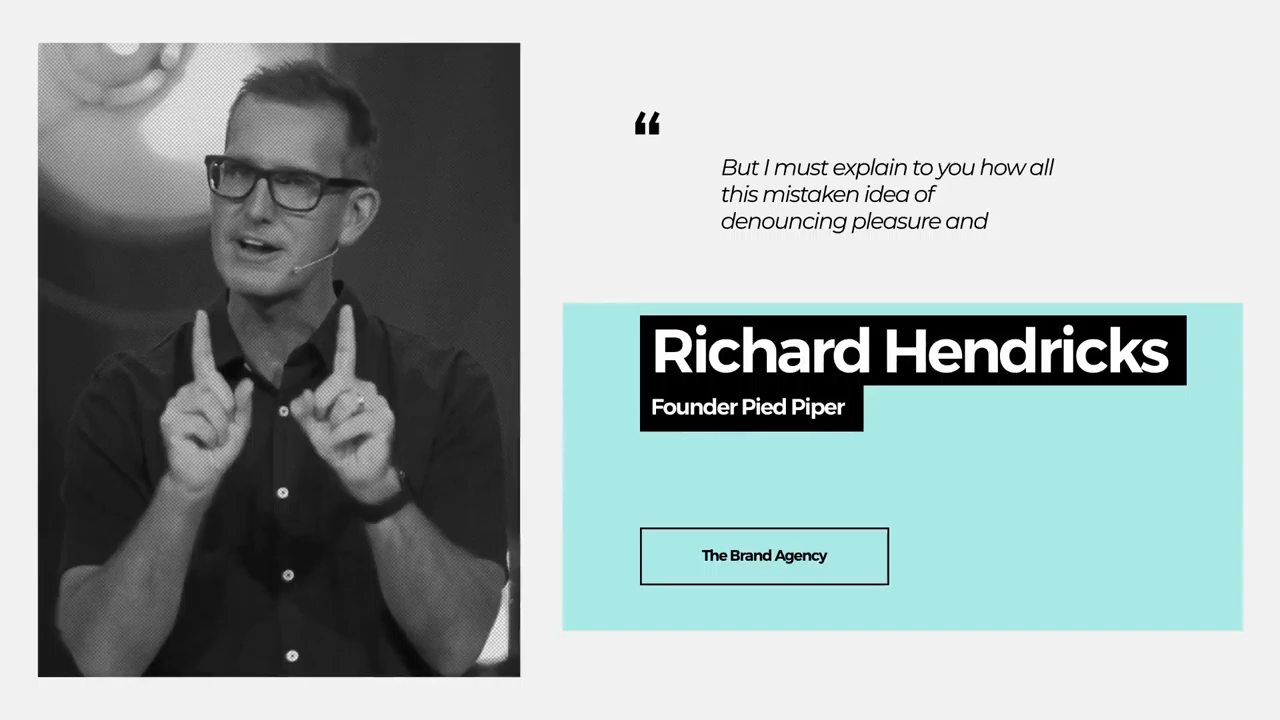 “
But I must explain to you how all
this mistaken idea of
denouncing pleasure and
Richard Hendricks
Founder Pied Piper
The Brand Agency